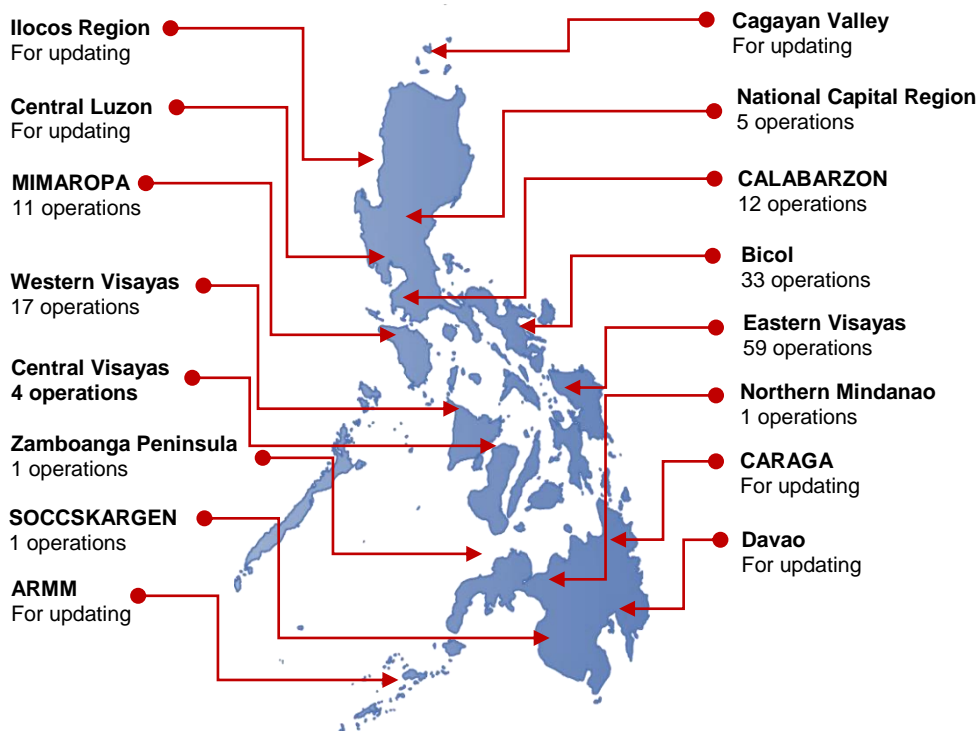 Ilocos Region
For updating
Central Luzon
For updating
MIMAROPA
11 operations
Western Visayas
17 operations
Central Visayas
4 operations
Zamboanga Peninsula
1 operations
SOCCSKARGEN
1 operations
ARMM
For updating
Cagayan Valley
For updating
National Capital Region
5 operations
CALABARZON
12 operations
Bicol
33 operations
Eastern Visayas
59 operations
Northern Mindanao
1 operations
CARAGA
For updating
Davao
For updating